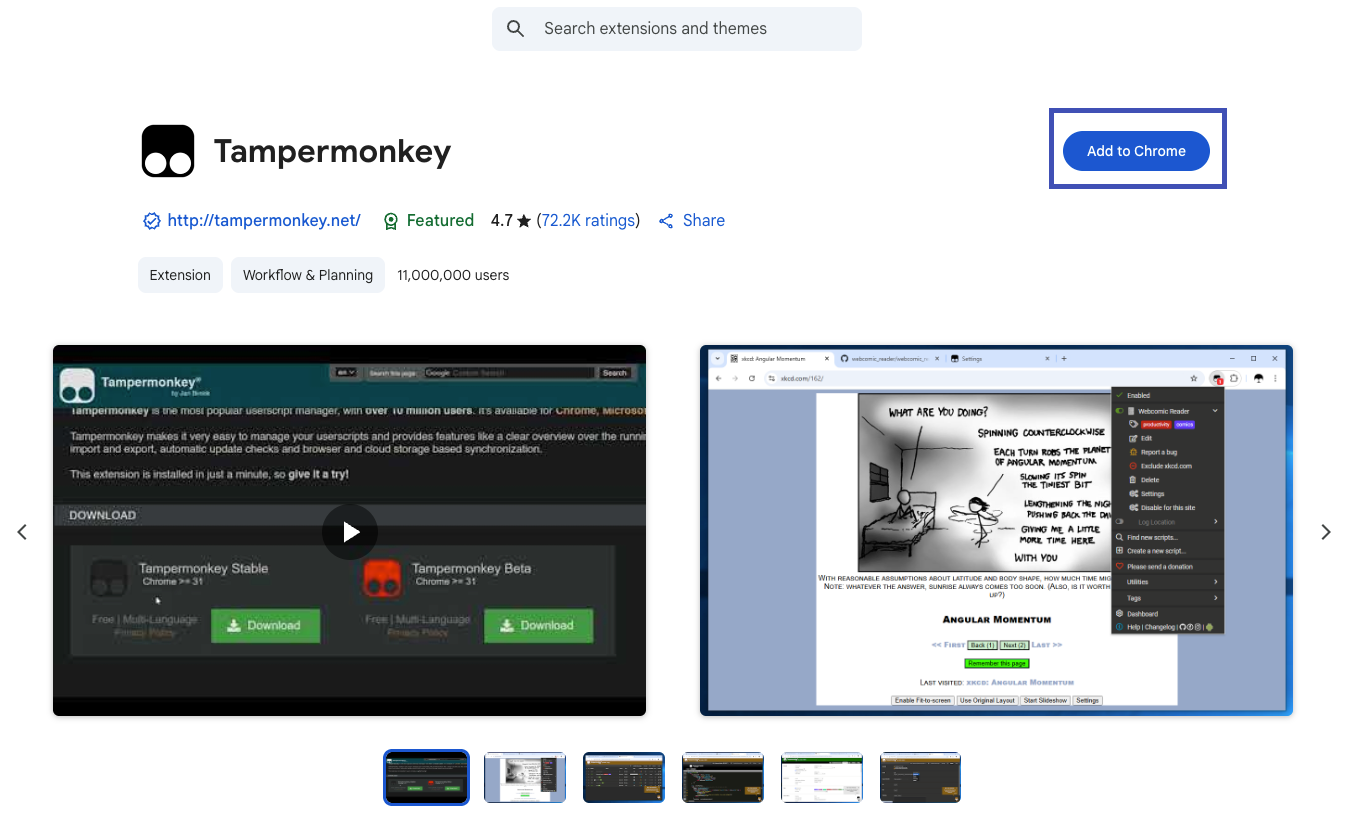 Search extensions and themes
Tampermonkey
Add to Chrome
http://tampermonkey.net/
Featured
4.7 ★ (72.2K ratings)
Share
Extension
Workflow & Planning
11,000,000 users
Tampermonkey®
by Jan Biniok
Search this page:
Google Custom Search
Search
Tampermonkey is the most popular userscript manager, with over 10 million users. It's available for Chrome, Microsof
Tampermonkey makes it very easy to manage your userscripts and provides features like a clear overview over the runnin
import and export, automatic update checks and browser and cloud storage based synchronization.
This extension is installed in just a minute, so give it a try!
DOWNLOAD
Tampermonkey Stable
Chrome >= 31
Free | Multi-Language
Privacy Policy
Download
Tampermonkey Beta
Chrome >= 31
Free | Multi-Language
Privacy Policy
Download
xkcd: Angular Momentum
webcomic_reader/webcomic_re
Settings
xkcd.com/162/
WHAT ARE YOU DOING?
SPINNING COUNTERCLOCKWISE
EACH TURN ROBS THE PLANET
OF ANGULAR MOMENTUM
SLOWING ITS SPIN
THE TINIEST BIT
LENGTHENING THE NIG
PUSHING BACK THE DA
GIVING ME A LITTLE
MORE TIME HERE
WITH YOU
With reasonable assumptions about latitude and body shape, how much time mig
Note: whatever the answer, sunrise always comes too soon. (Also, is it worth
up?)
Angular Momentum
<< First
Back (1)
Next (2)
Last >>
Remember this page
Last visited: xkcd: Angular Momentum
Enable Fit-to-screen
Use Original Layout
Start Slideshow
Settings
Enabled
Webcomic Reader
productivity
comics
Edit
Report a bug
Exclude xkcd.com
Delete
Settings
Disable for this site
Log Location
Find new scripts...
Create a new script...
Please send a donation
Utilities
Tags
Dashboard
Help | Changelog |